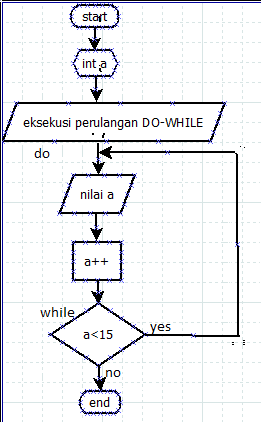 start
int a
eksekusi perulangan DO-WHILE
do
nilai a
a++
while
a<15
yes
no
end